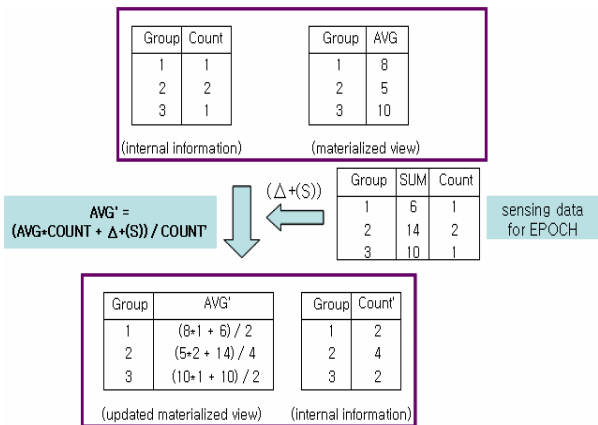 Group Count
1 1
2 2
3 1
(internal information)
Group AVG
1 8
2 5
3 10
(materialized view)
AVG' =
(AVG*COUNT + Δ+(S)) / COUNT'
(Δ+(S))
Group SUM Count
1 6 1
2 14 2
3 10 1
sensing data
for EPOCH
Group AVG'
1 (8*1 + 6) / 2
2 (5*2 + 14) / 4
3 (10*1 + 10) / 2
(updated materialized view)
Group Count'
1 2
2 4
3 2
(internal information)